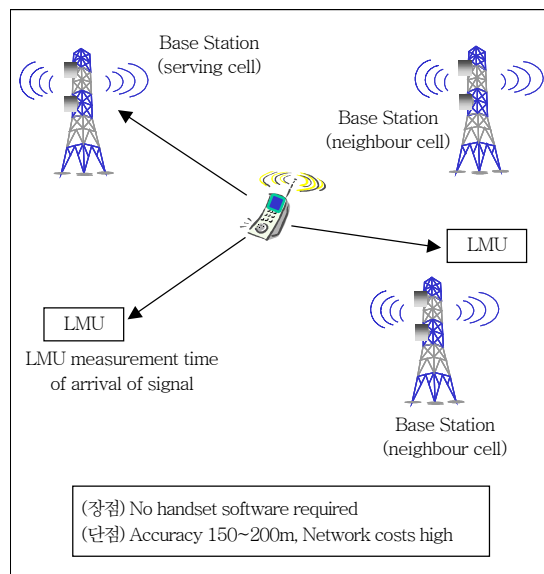 Base Station
(serving cell)
Base Station
(neighbour cell)
LMU
LMU
LMU measurement time
of arrival of signal
Base Station
(neighbour cell)
(장점) No handset software required
(단점) Accuracy 150~200m, Network costs high